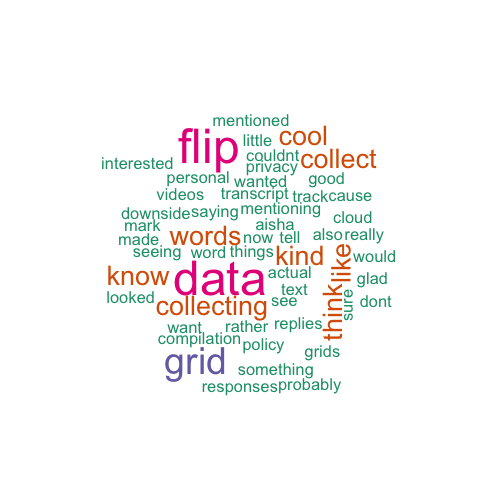 mentioned
flip little cool
couldnt collect
interested privacy
personal wanted good
videos transcript track cause
downside saying mentioning cloud
mark aisha
made words now tell also really
seeing word things kind like would
know data actual glad
looked text think sure dont
collecting see
want rather replies
compilation policy
grid grids
something
responses probably